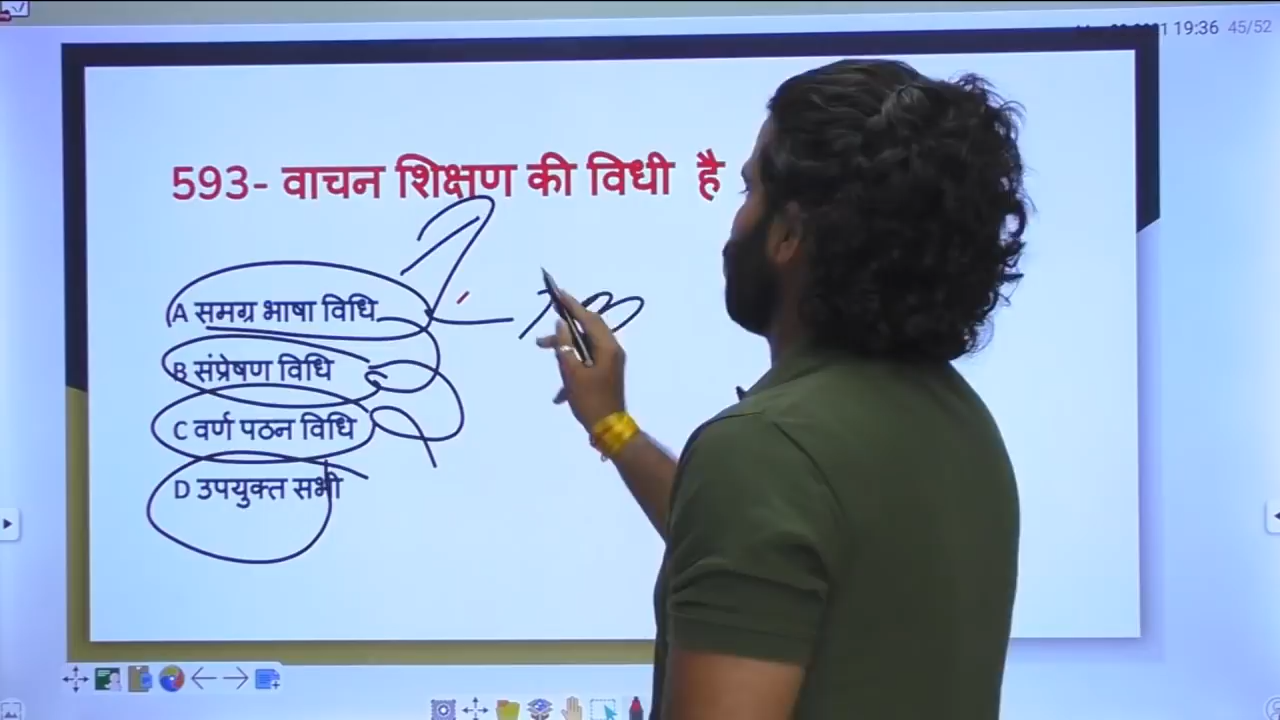 19:36 45/52
593- वाचन शिक्षण की विधी है
A समग्र भाषा विधि
B संप्रेषण विधि
C वर्ण पठन विधि
D उपयुक्त सभी